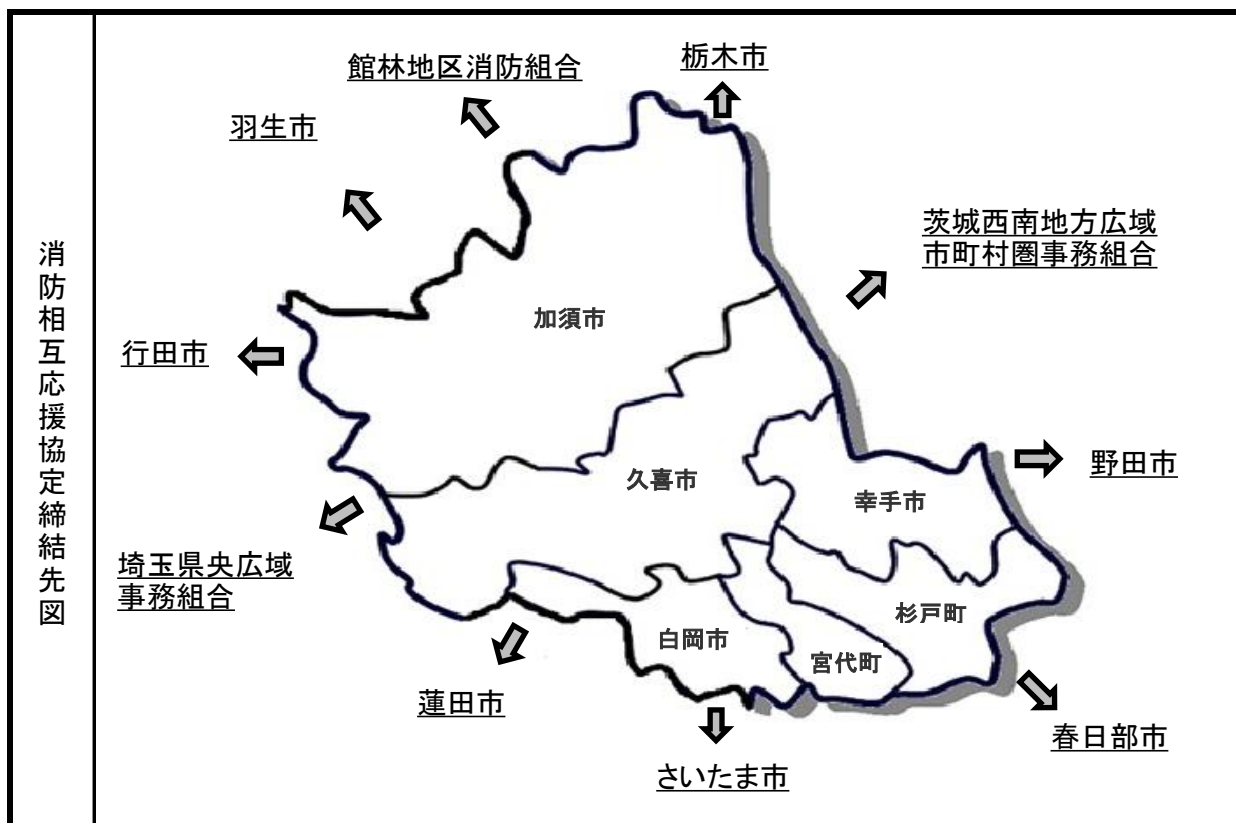 消防相互応援協定締結先図
館林地区消防組合
栃木市
羽生市
茨城西南地方広域
市町村圏事務組合
加須市
行田市
久喜市
野田市
幸手市
埼玉県央広域
事務組合
杉戸町
白岡市
宮代町
蓮田市
春日部市
さいたま市